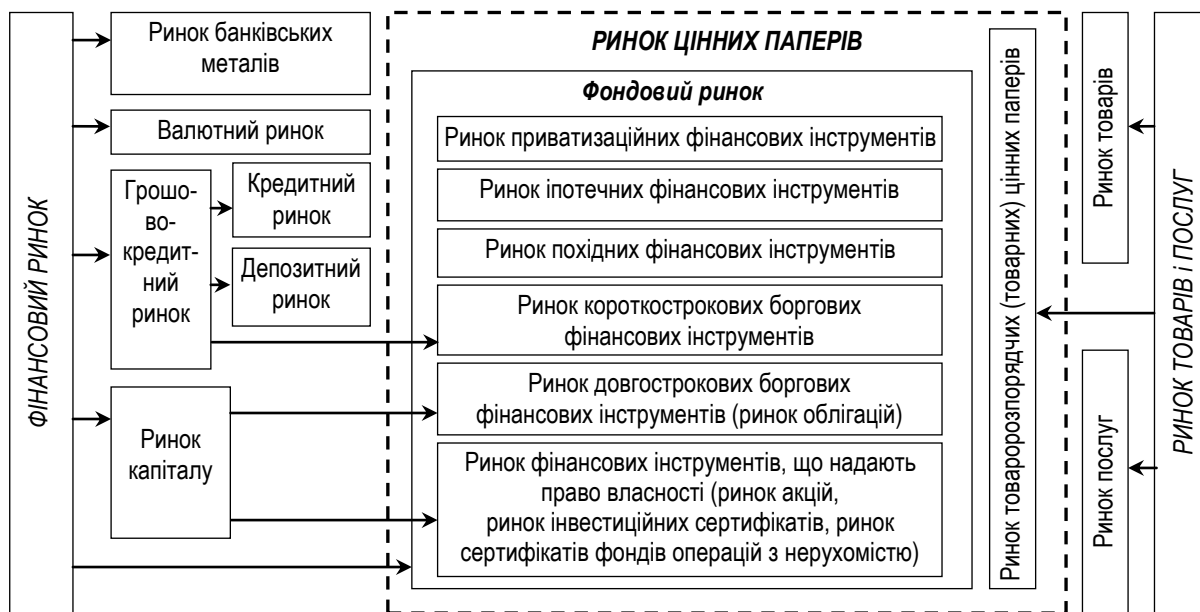 ФІНАНСОВИЙ РИНОК
Ринок банківських
металів
Валютний ринок
Грошо-
во-
кредит-
ний
ринок
Кредитний
ринок
Депозитний
ринок
Ринок
капіталу
РИНОК ЦІННИХ ПАПЕРІВ
Фондовий ринок
Ринок приватизаційних фінансових інструментів
Ринок іпотечних фінансових інструментів
Ринок похідних фінансових інструментів
Ринок короткострокових боргових
фінансових інструментів
Ринок довгострокових боргових
фінансових інструментів (ринок облігацій)
Ринок фінансових інструментів, що надають
право власності (ринок акцій,
ринок інвестиційних сертифікатів, ринок
сертифікатів фондів операцій з нерухомістю)
Ринок товаророзпорядчих (товарних) цінних паперів
Ринок товарів
Ринок послуг
РИНОК ТОВАРІВ і ПОСЛУГ